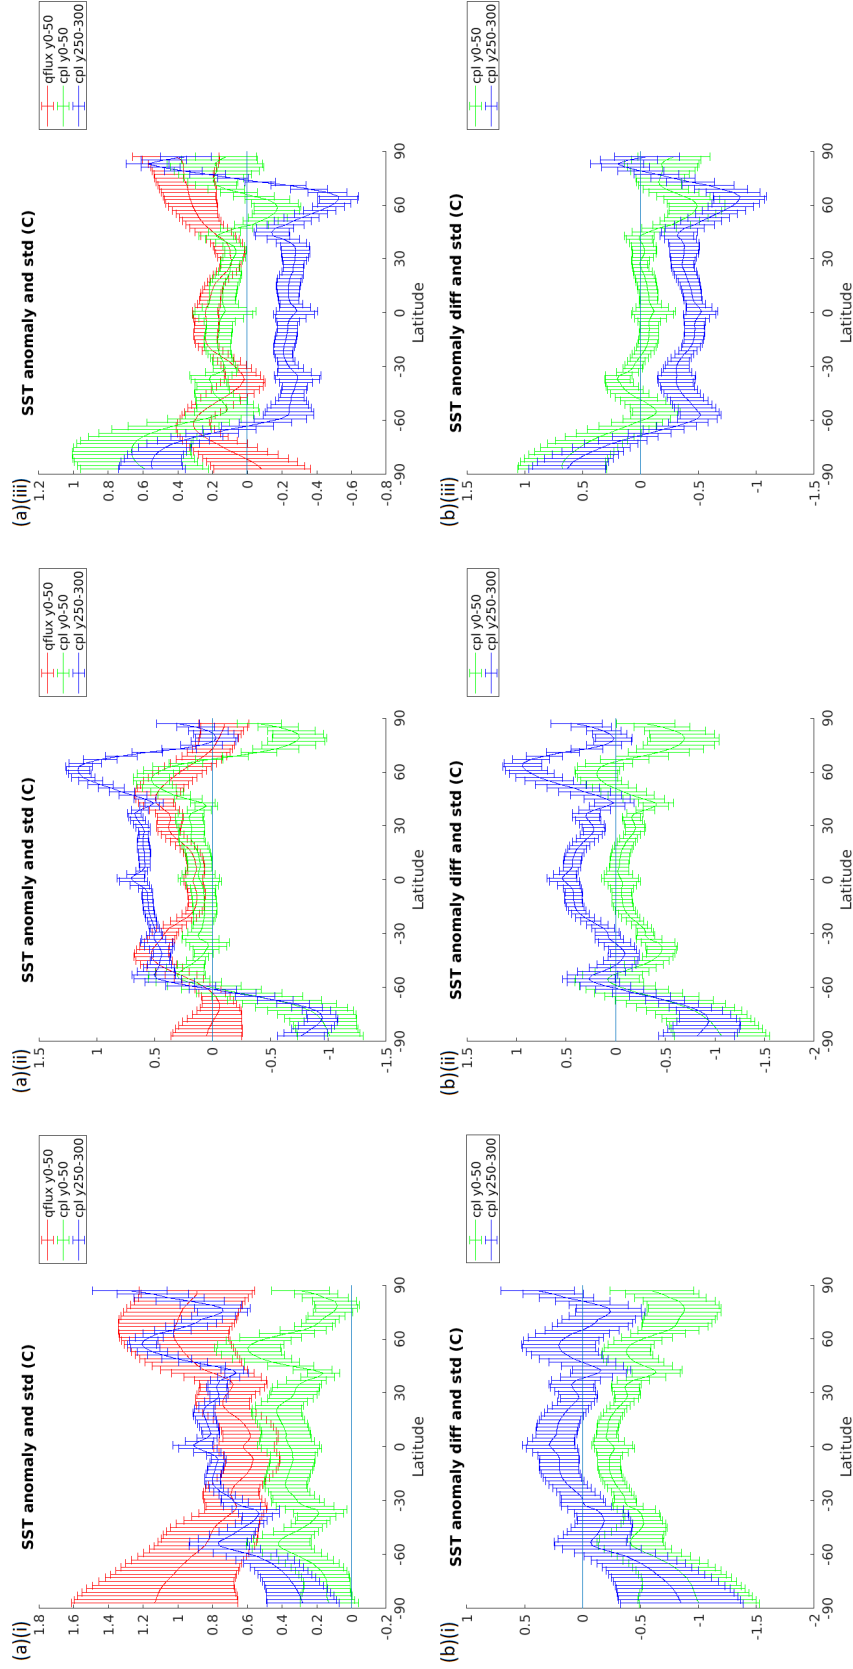 (a)(i)
SST anomaly and std (C)
qflux y0-50
cpl y0-50
cpl y250-300
1.8
1.6
1.4
1.2
1
0.8
0.6
0.4
0.2
0
-0.2
-90 -60 -30 0 30 60 90
Latitude
(a)(ii)
SST anomaly and std (C)
qflux y0-50
cpl y0-50
cpl y250-300
1.5
1
0.5
0
-0.5
-1
-1.5
-90 -60 -30 0 30 60 90
Latitude
(a)(iii)
SST anomaly and std (C)
qflux y0-50
cpl y0-50
cpl y250-300
1.2
1
0.8
0.6
0.4
0.2
0
-0.2
-0.4
-0.6
-0.8
-90 -60 -30 0 30 60 90
Latitude
(b)(i)
SST anomaly diff and std (C)
cpl y0-50
cpl y250-300
1
0.5
0
-0.5
-1
-1.5
-2
-90 -60 -30 0 30 60 90
Latitude
(b)(ii)
SST anomaly diff and std (C)
cpl y0-50
cpl y250-300
1.5
1
0.5
0
-0.5
-1
-1.5
-2
-90 -60 -30 0 30 60 90
Latitude
(b)(iii)
SST anomaly diff and std (C)
cpl y0-50
cpl y250-300
1.5
1
0.5
0
-0.5
-1
-1.5
-90 -60 -30 0 30 60 90
Latitude